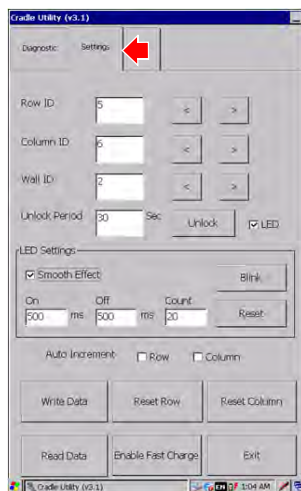 Cradle Utility (v3.1)
Diagnostic Settings
Row ID 5 < >
Column ID 6 < >
Wall ID 2 < >
Unlock Period 30 Sec Unlock LED
LED Settings
Smooth Effect Blink
On Off Count
500 ms 500 ms 20 Reset
Auto Increment Row Column
Write Data Reset Row Reset Column
Read Data Enable Fast Charge Exit
Cradle Utility (v3.1) EN 1:04 AM